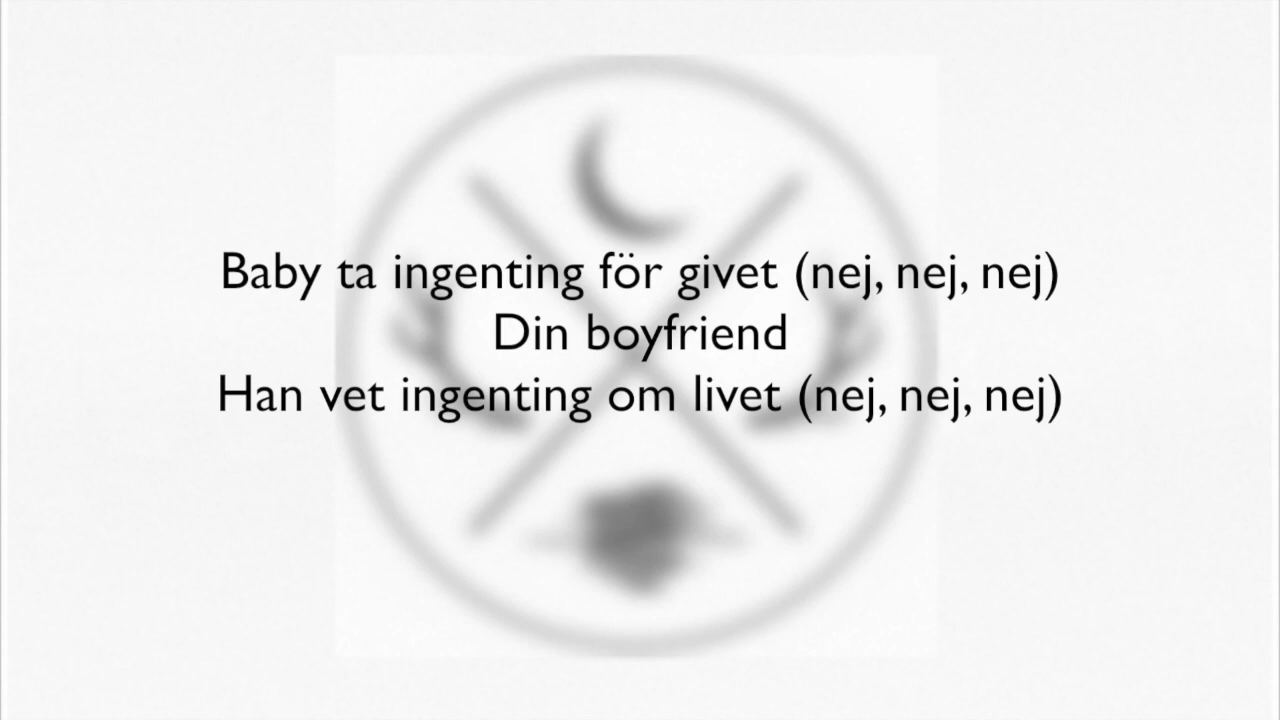 Baby ta ingenting för givet (nej, nej, nej)
Din boyfriend
Han vet ingenting om livet (nej, nej, nej)